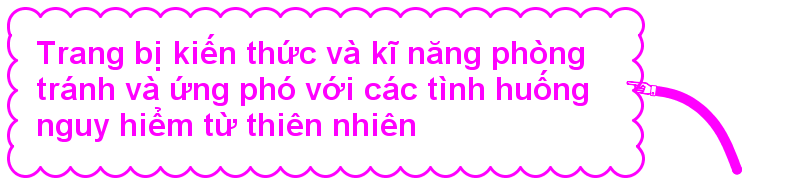 Trang bị kiến thức và kĩ năng phòng
tránh và ứng phó với các tình huống
nguy hiểm từ thiên nhiên